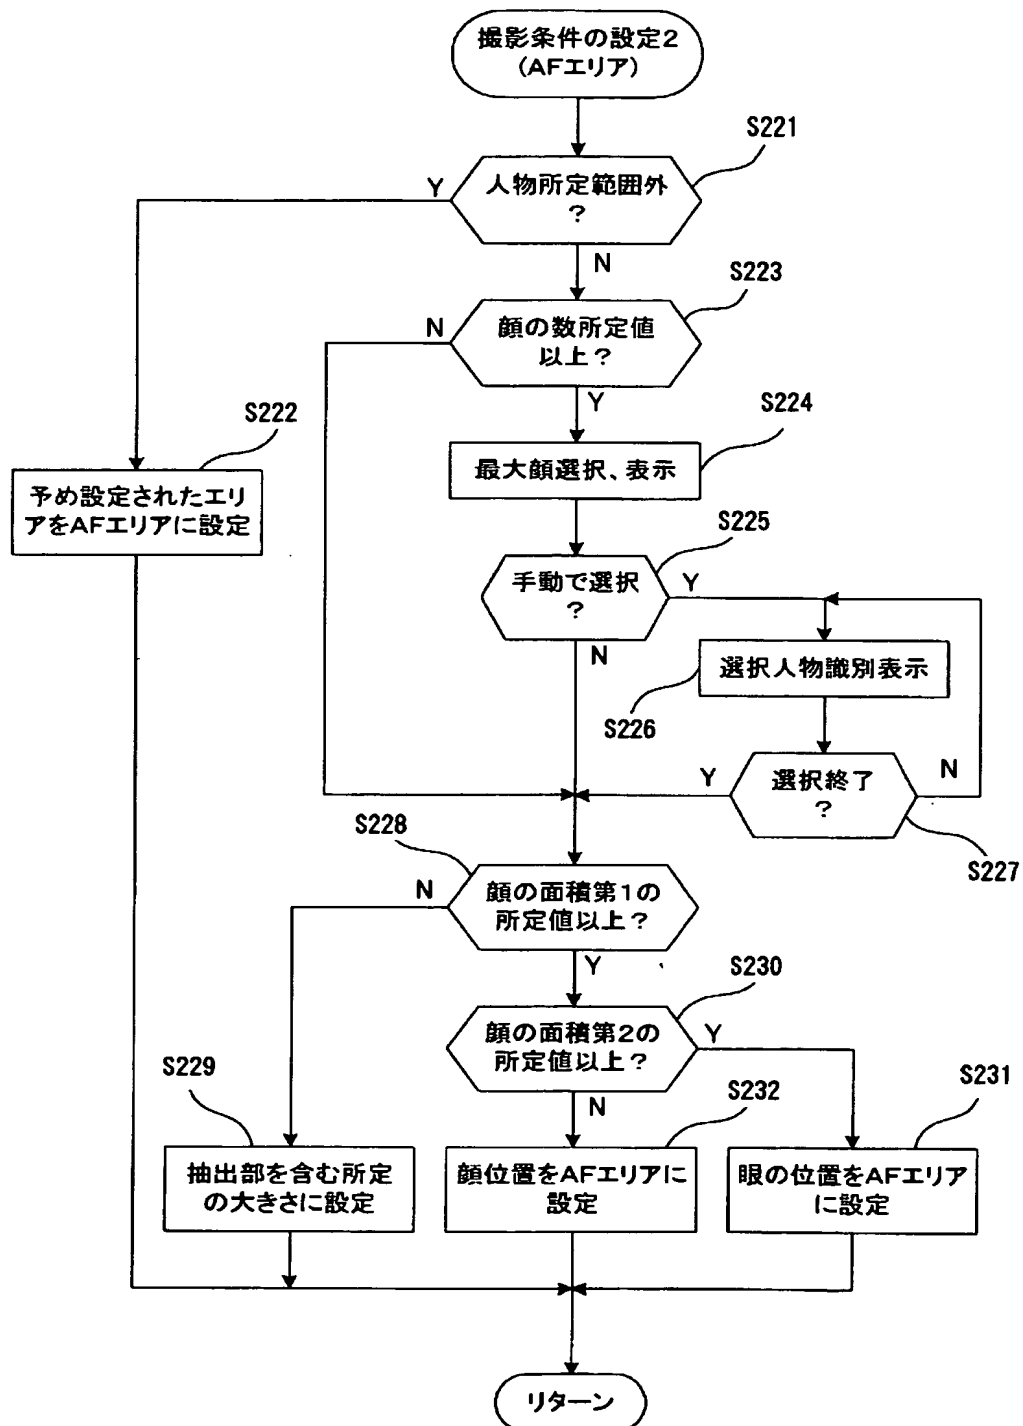 撮影条件の設定2
(AFエリア)
S221
人物所定範囲外
?
Y
N
S223
顔の数所定値
以上?
N
Y
S222
予め設定されたエリ
アをAFエリアに設定
S224
最大顔選択、表示
S225
手動で選択
?
Y
N
選択人物識別表示
S226
選択終了
?
Y
N
S227
S228
顔の面積第1の
所定値以上?
N
Y
S230
顔の面積第2の
所定値以上?
Y
N
S229
抽出部を含む所定
の大きさに設定
S232
顔位置をAFエリアに
設定
S231
眼の位置をAFエリア
に設定
リターン